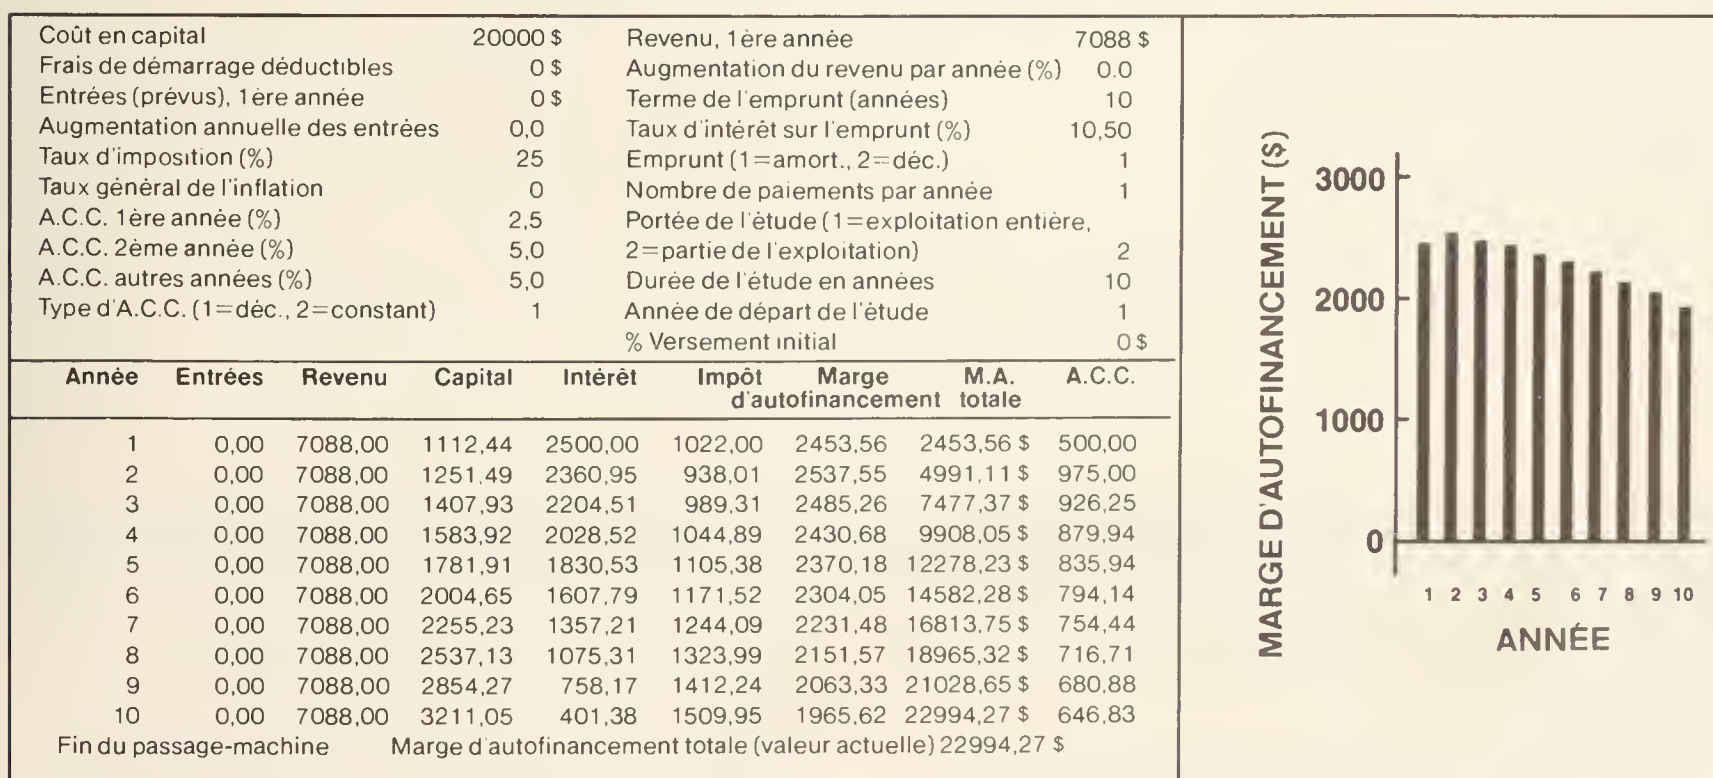 Coût en capital 20000 $
Frais de démarrage déductibles 0 $
Entrées (prévus), 1ère année 0 $
Augmentation annuelle des entrées 0,0
Taux d'imposition (%) 25
Taux général de l'inflation 0
A.C.C. 1ère année (%) 2,5
A.C.C. 2ème année (%) 5,0
A.C.C. autres années (%) 5,0
Type d'A.C.C. (1=déc., 2=constant) 1
Revenu, 1ère année 7088 $
Augmentation du revenu par année (%) 0.0
Terme de l'emprunt (années) 10
Taux d'intérêt sur l'emprunt (%) 10,50
Emprunt (1=amort., 2=déc.) 1
Nombre de paiements par année 1
Portée de l'étude (1=exploitation entière,
2=partie de l'exploitation) 2
Durée de l'étude en années 10
Année de départ de l'étude 1
% Versement initial 0 $
Année Entrées Revenu Capital Intérêt Impôt Marge M.A. A.C.C.
d'autofinancement totale
1 0,00 7088,00 1112,44 2500,00 1022,00 2453,56 2453,56 $ 500,00
2 0,00 7088,00 1251,49 2360,95 938,01 2537,55 4991,11 $ 975,00
3 0,00 7088,00 1407,93 2204,51 989,31 2485,26 7477,37 $ 926,25
4 0,00 7088,00 1583,92 2028,52 1044,89 2430,68 9908,05 $ 879,94
5 0,00 7088,00 1781,91 1830,53 1105,38 2370,18 12278,23 $ 835,94
6 0,00 7088,00 2004,65 1607,79 1171,52 2304,05 14582,28 $ 794,14
7 0,00 7088,00 2255,23 1357,21 1244,09 2231,48 16813,75 $ 754,44
8 0,00 7088,00 2537,13 1075,31 1323,99 2151,57 18965,32 $ 716,71
9 0,00 7088,00 2854,27 758,17 1412,24 2063,33 21028,65 $ 680,88
10 0,00 7088,00 3211,05 401,38 1509,95 1965,62 22994,27 $ 646,83
Fin du passage-machine Marge d'autofinancement totale (valeur actuelle) 22994,27 $
MARGE D'AUTOFINANCEMENT ($)
3000
2000
1000
0
1 2 3 4 5 6 7 8 9 10
ANNÉE